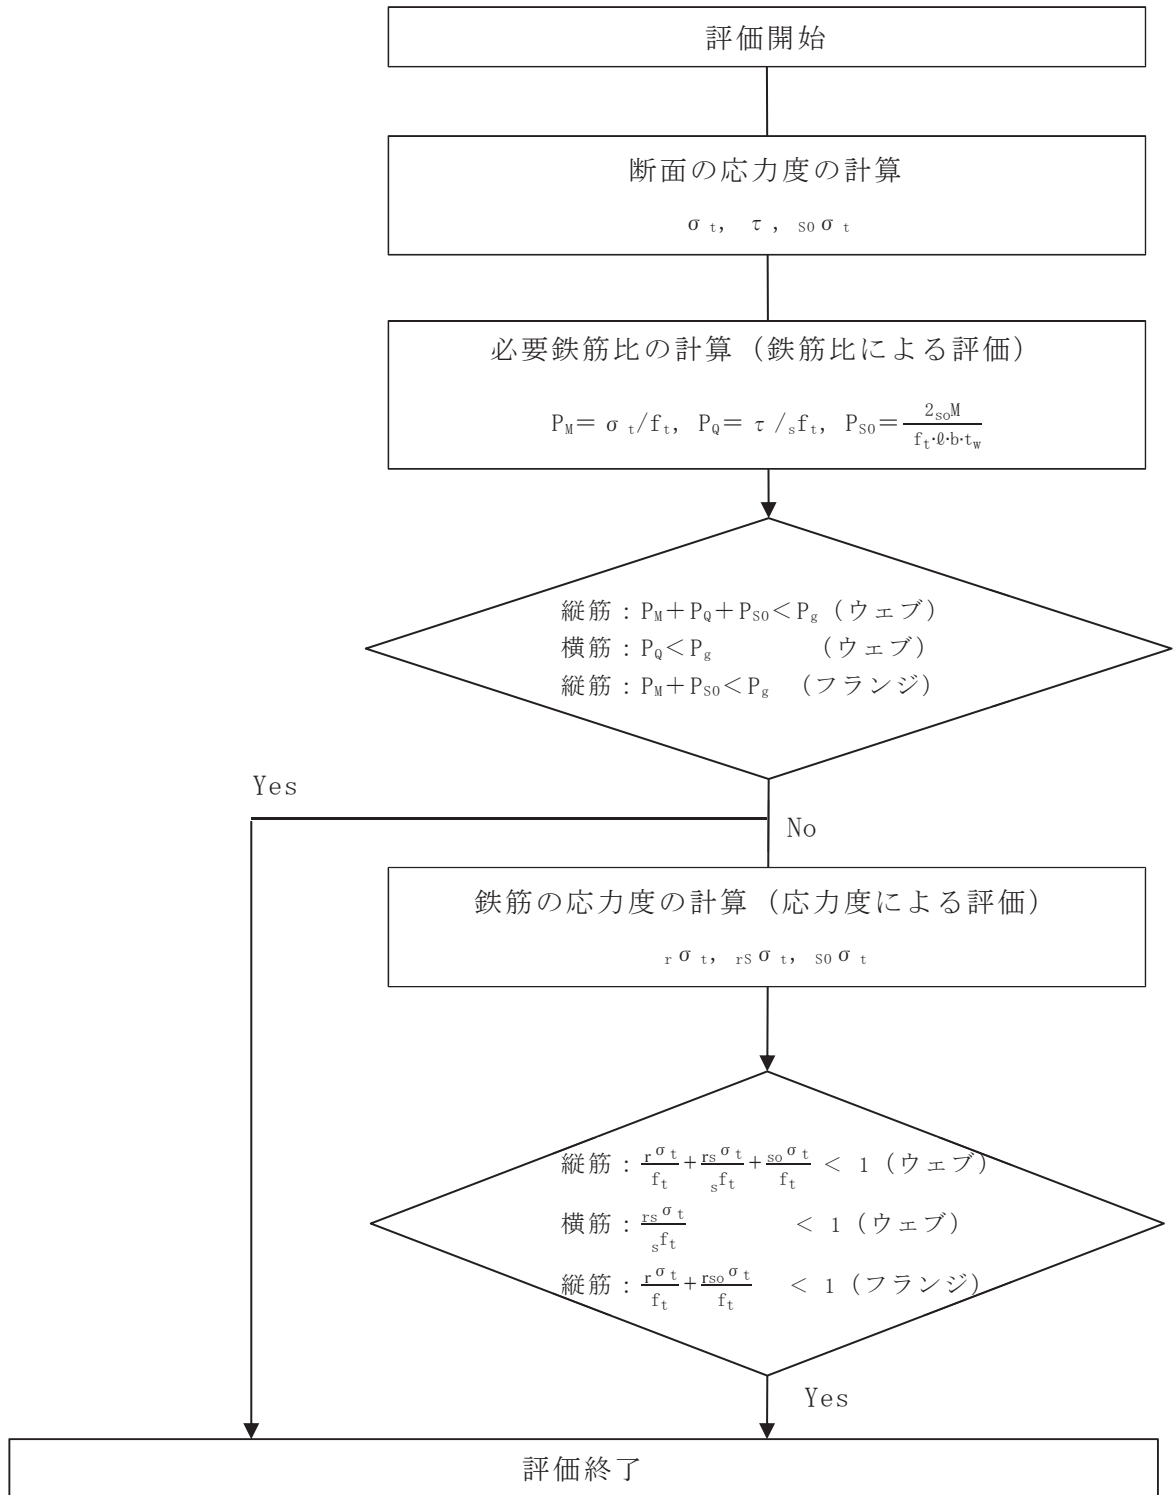 評価開始
断面の応力度の計算
σt, τ, SOσt
必要鉄筋比の計算（鉄筋比による評価）
PM＝σt/ft, PQ＝τ/sft, PSO＝2soM/ft·ℓ·b·tw
縦筋：PM＋PQ＋PSO＜Pg（ウェブ）
横筋：PQ＜Pg （ウェブ）
縦筋：PM＋PSO＜Pg （フランジ）
Yes
No
鉄筋の応力度の計算（応力度による評価）
rσt, rSσt, SOσt
縦筋：rσt/ft+rsσt/sft+soσt/ft < 1（ウェブ）
横筋：rsσt/sft < 1（ウェブ）
縦筋：rσt/ft+rsoσt/ft < 1（フランジ）
Yes
評価終了